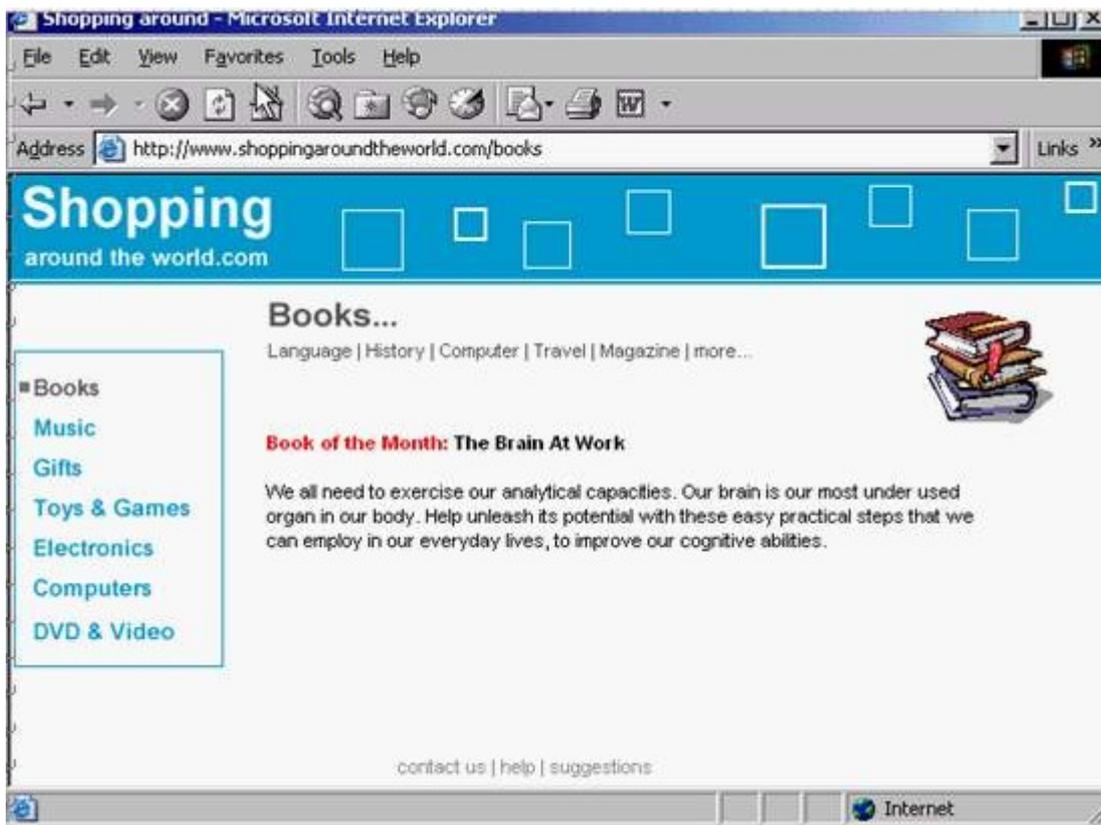 Shopping around - Microsoft Internet Explorer
File Edit View Favorites Tools Help
W
Address http://www.shoppingaroundtheworld.com/books Links »
Shopping
around the world.com
Books...
Language | History | Computer | Travel | Magazine | more...
Books
Music
Gifts
Toys & Games
Electronics
Computers
DVD & Video
Book of the Month: The Brain At Work
We all need to exercise our analytical capacities. Our brain is our most under used
organ in our body. Help unleash its potential with these easy practical steps that we
can employ in our everyday lives, to improve our cognitive abilities.
contact us | help | suggestions
Internet